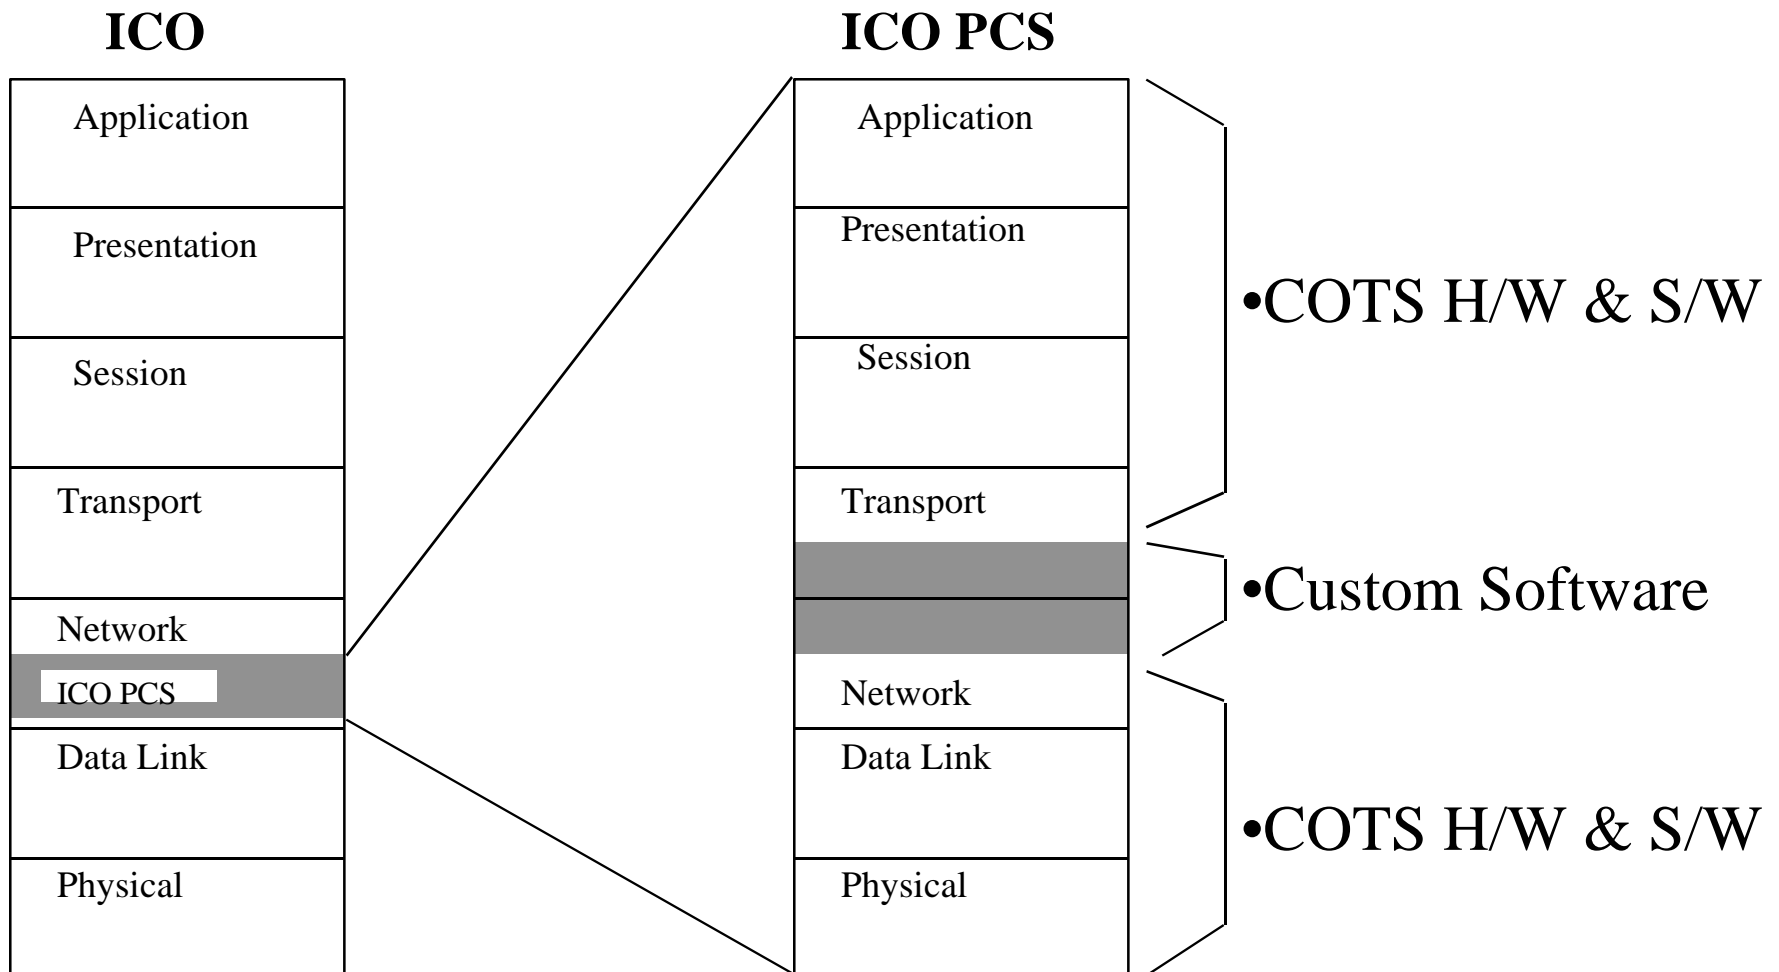 ICO
Application
Presentation
Session
Transport
Network
ICO PCS
Data Link
Physical
ICO PCS
Application
Presentation
Session
Transport
Network
Data Link
Physical
•COTS H/W & S/W
•Custom Software
•COTS H/W & S/W